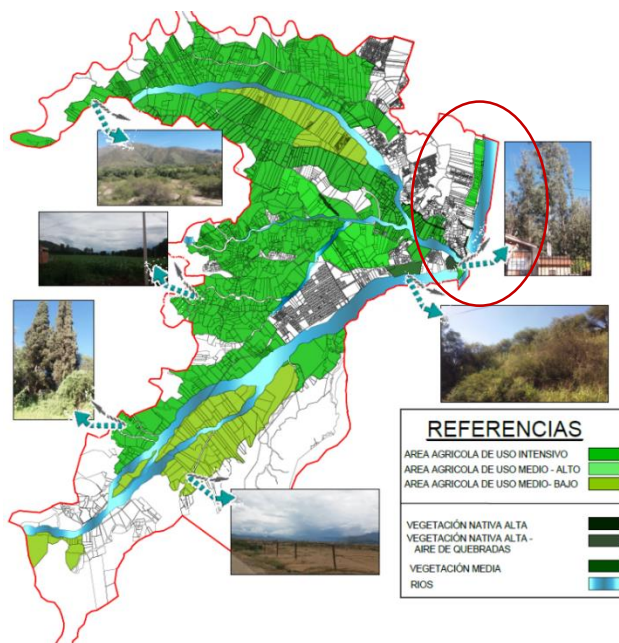 REFERENCIAS
AREA AGRICOLA DE USO INTENSIVO
AREA AGRICOLA DE USO MEDIO - ALTO
AREA AGRICOLA DE USO MEDIO- BAJO
VEGETACIÓN NATIVA ALTA
VEGETACIÓN NATIVA ALTA -
AIRE DE QUEBRADAS
VEGETACIÓN MEDIA
RIOS